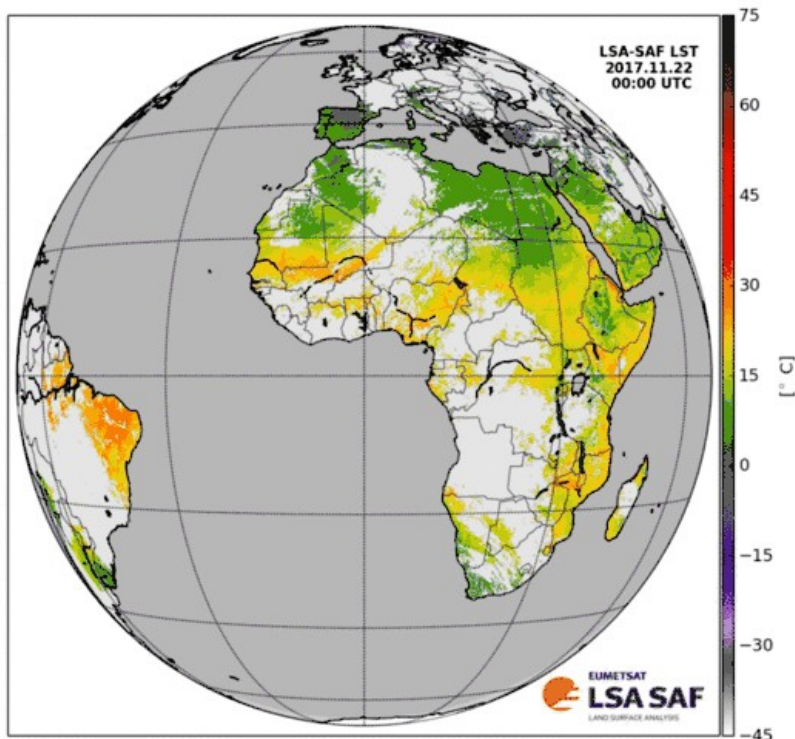 LSA-SAF LST
2017.11.22
00:00 UTC
75
60
45
30
15
0
−15
−30
−45
[° C]
EUMETSAT
LSA SAF
LAND SURFACE ANALYSIS